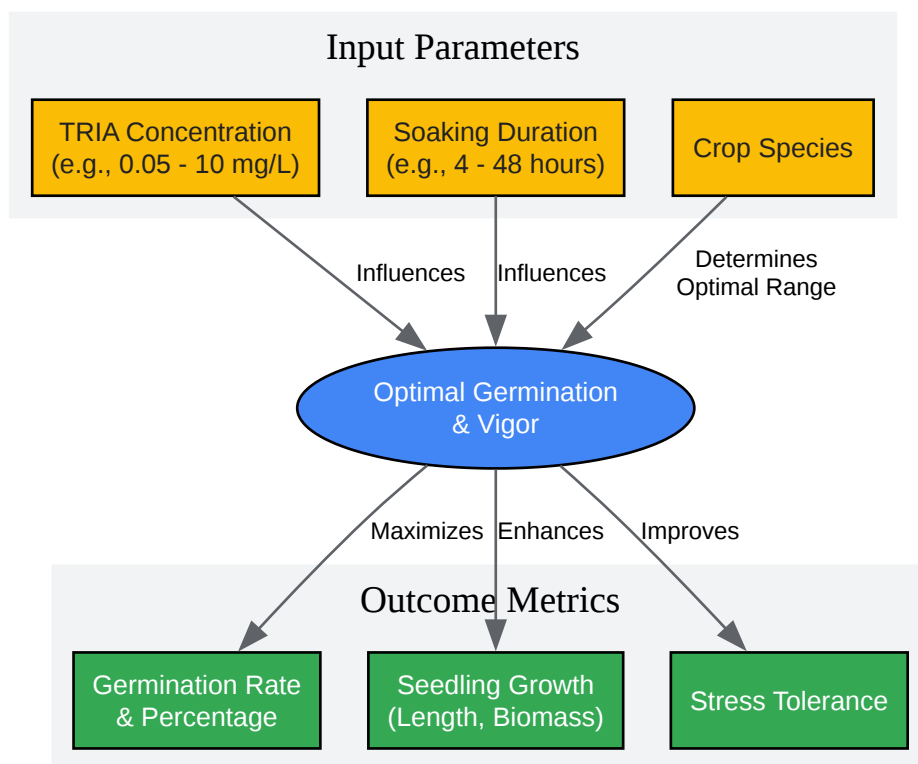 Input Parameters
TRIA Concentration
(e.g., 0.05 - 10 mg/L)
Soaking Duration
(e.g., 4 - 48 hours)
Crop Species
Influences
Influences
Determines
Optimal Range
Optimal Germination
& Vigor
Maximizes
Enhances
Improves
Outcome Metrics
Germination Rate
& Percentage
Seedling Growth
(Length, Biomass)
Stress Tolerance